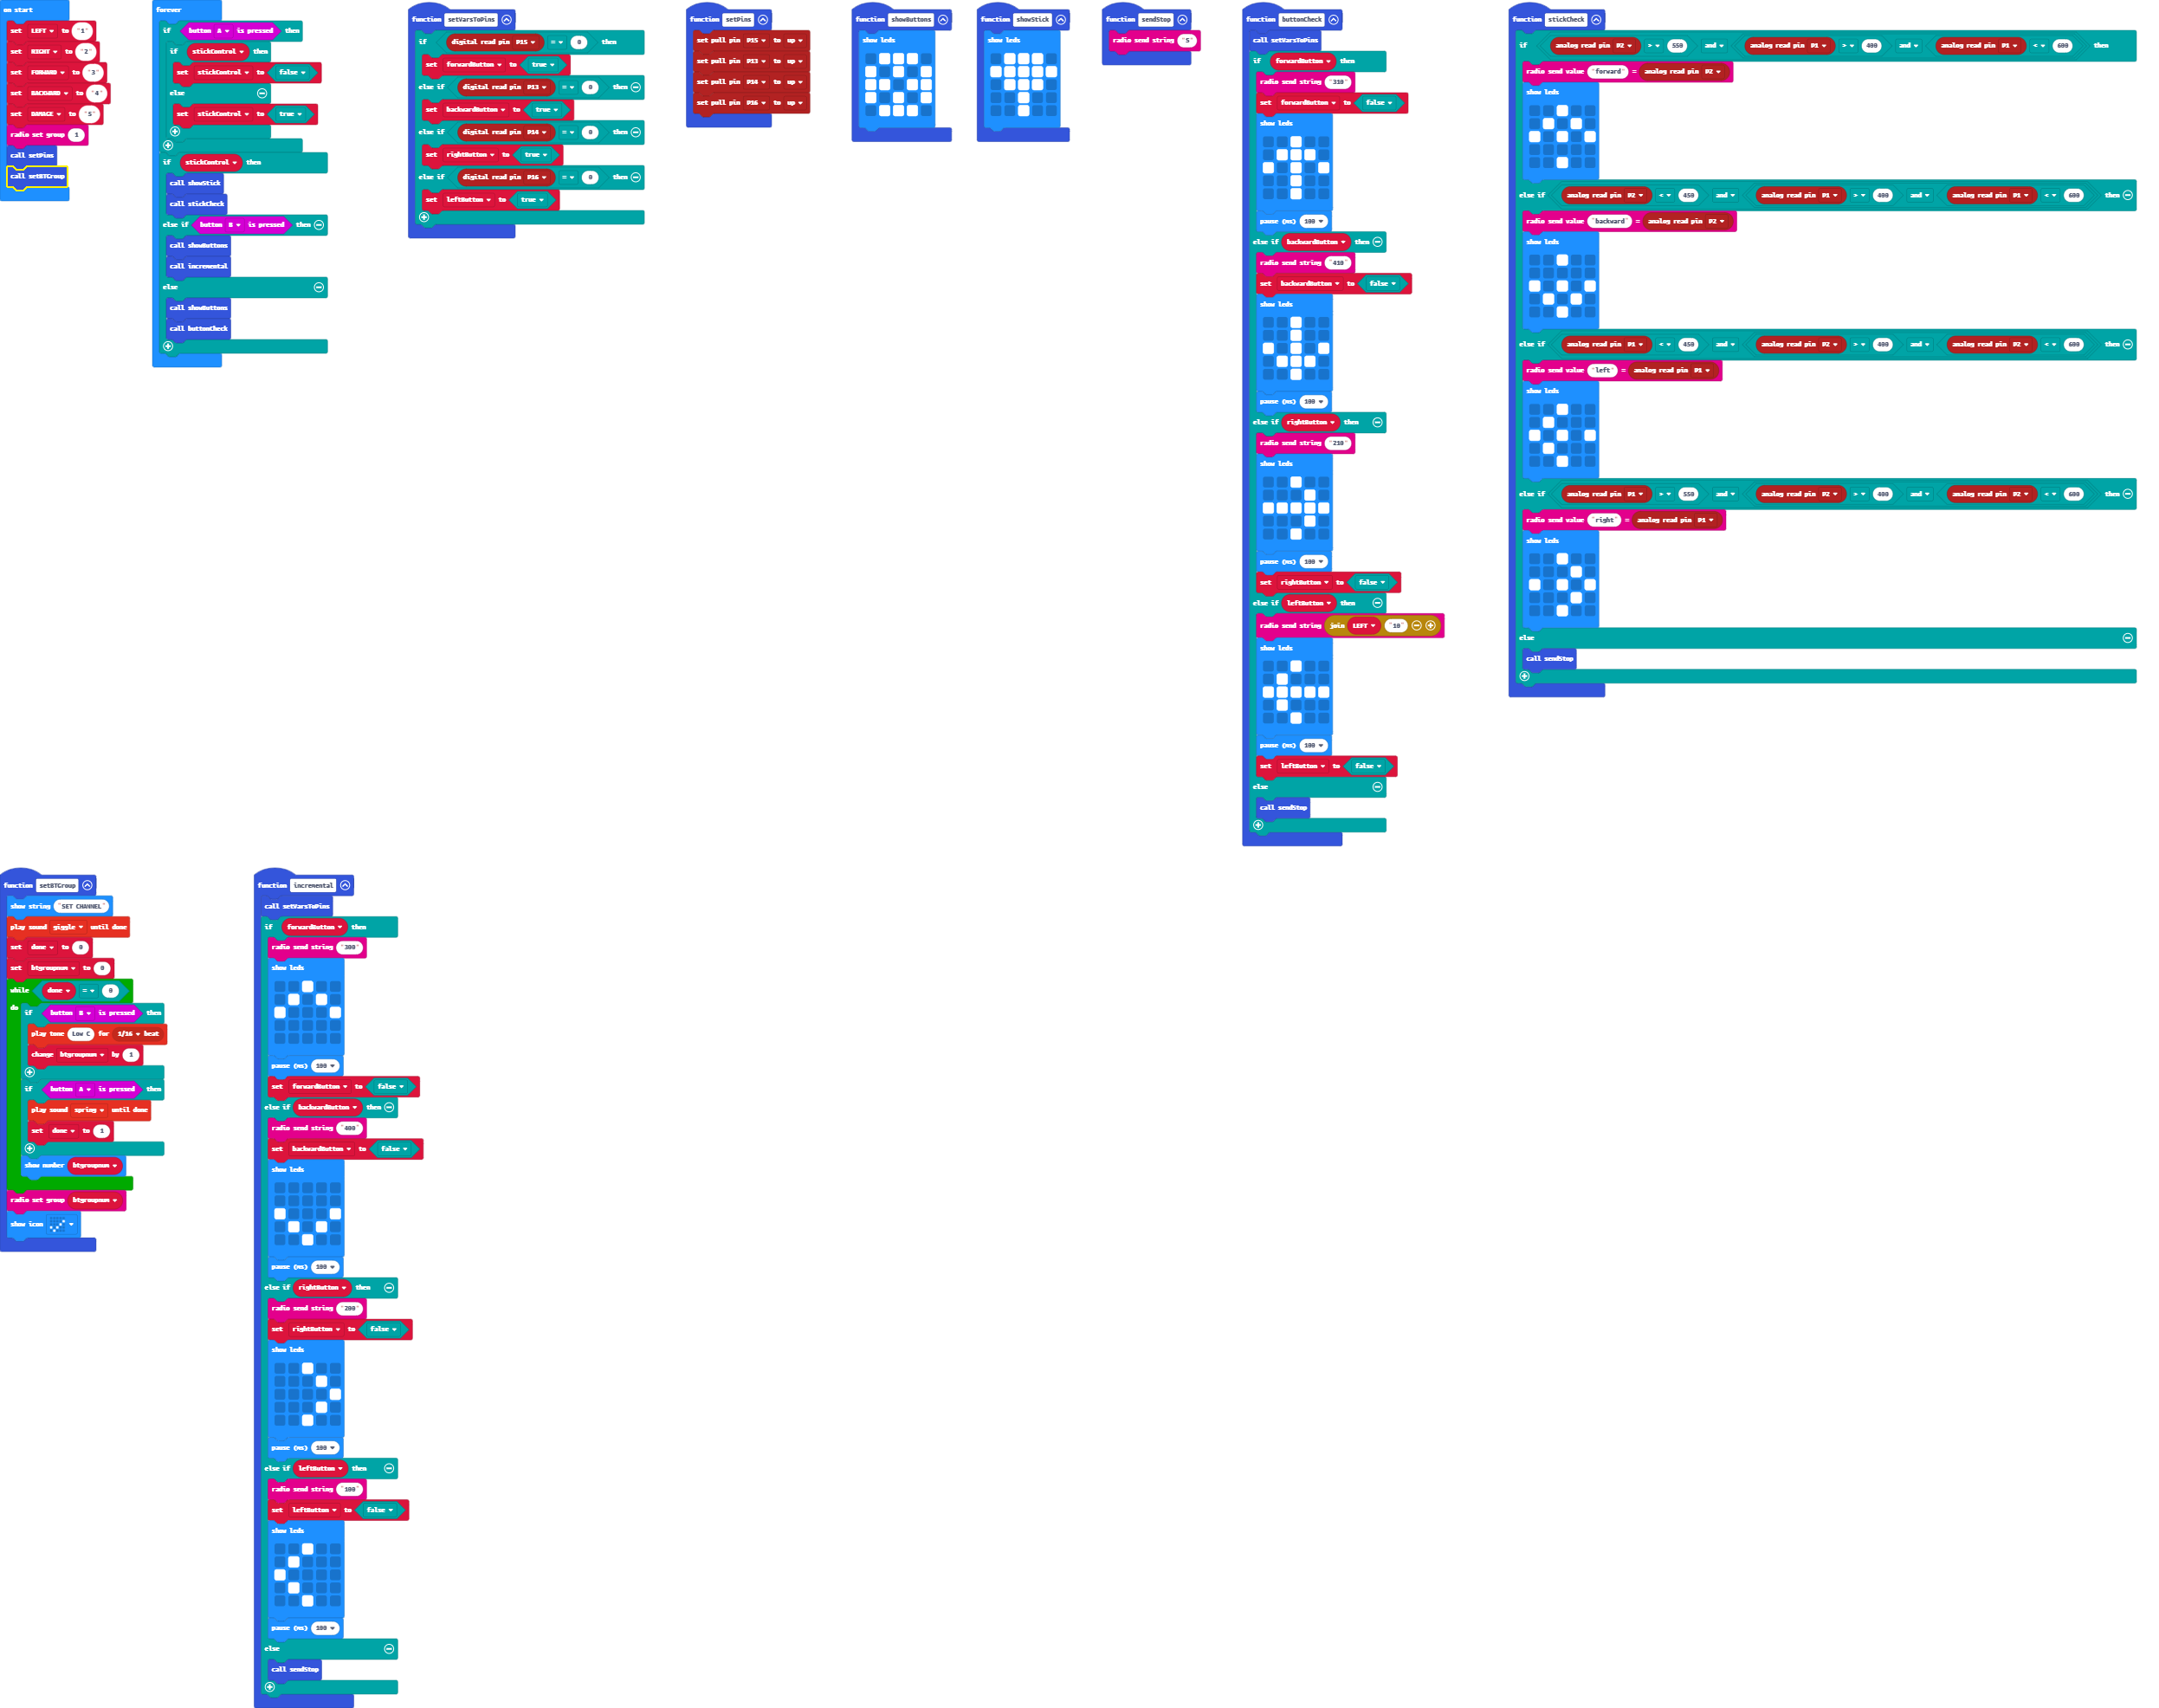 on start
set LEFT to "1"
set RIGHT to "2"
set FORWARD to "3"
set BACKWARD to "4"
set DAMAGE to "5"
radio set group 1
call setPins
call setBTGroup
forever
if button A is pressed then
if stickControl then
set stickControl to false
else
set stickControl to true
if stickControl then
call showStick
call stickCheck
else if button B is pressed then
call showButtons
call incremental
else
call showButtons
call buttonCheck
function setVarsToPins
if digital read pin P15 = 0 then
set forwardButton to true
else if digital read pin P13 = 0 then
set backwardButton to true
else if digital read pin P14 = 0 then
set rightButton to true
else if digital read pin P16 = 0 then
set leftButton to true
function setPins
set pull pin P15 to up
set pull pin P13 to up
set pull pin P14 to up
set pull pin P16 to up
function showButtons
show leds
function showStick
show leds
function sendStop
radio send string "S"
function buttonCheck
call setVarsToPins
if forwardButton then
radio send string "310"
set forwardButton to false
show leds
pause (ms) 100
else if backwardButton then
radio send string "410"
set backwardButton to false
show leds
pause (ms) 100
else if rightButton then
radio send string "210"
show leds
pause (ms) 100
set rightButton to false
else if leftButton then
radio send string join LEFT "10"
show leds
pause (ms) 100
set leftButton to false
else
call sendStop
function stickCheck
if analog read pin P2 > 550 and analog read pin P1 > 400 and analog read pin P1 < 600 then
radio send value "forward" = analog read pin P2
show leds
else if analog read pin P2 < 450 and analog read pin P1 > 400 and analog read pin P1 < 600 then
radio send value "backward" = analog read pin P2
show leds
else if analog read pin P1 < 450 and analog read pin P2 > 400 and analog read pin P2 < 600 then
radio send value "left" = analog read pin P1
show leds
else if analog read pin P1 > 550 and analog read pin P2 > 400 and analog read pin P2 < 600 then
radio send value "right" = analog read pin P1
show leds
else
call sendStop
function setBTGroup
show string "SET CHANNEL"
play sound giggle until done
set done to 0
set btgroupnum to 0
while done = 0
do if button B is pressed then
play tone Low C for 1/16 beat
change btgroupnum by 1
if button A is pressed then
play sound spring until done
set done to 1
show number btgroupnum
radio set group btgroupnum
show icon
function incremental
call setVarsToPins
if forwardButton then
radio send string "300"
show leds
pause (ms) 100
set forwardButton to false
else if backwardButton then
radio send string "400"
set backwardButton to false
show leds
pause (ms) 100
else if rightButton then
radio send string "200"
set rightButton to false
show leds
pause (ms) 100
else if leftButton then
radio send string "100"
set leftButton to false
show leds
pause (ms) 100
else
call sendStop